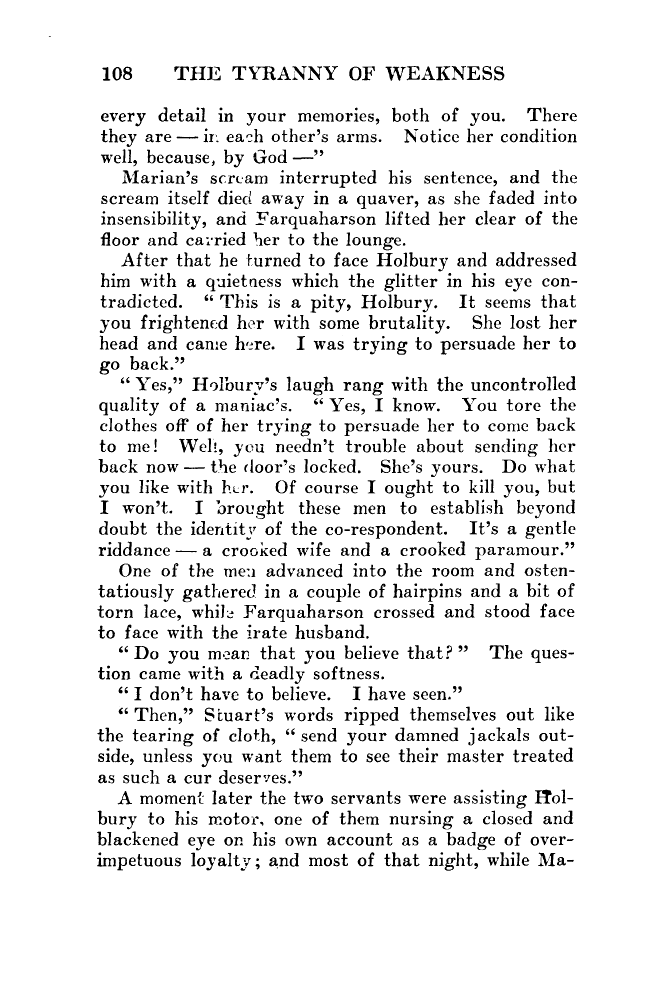 108 THE TYRANNY OF WEAKNESS
every detail in your memories, both of you. There
they are — in each other's arms. Notice her condition
well, because, by God —”
Marian's scream interrupted his sentence, and the
scream itself died away in a quaver, as she faded into
insensibility, and Farquaharson lifted her clear of the
floor and carried her to the lounge.
After that he turned to face Holbury and addressed
him with a quietness which the glitter in his eye con-
tradicted. “This is a pity, Holbury. It seems that
you frightened her with some brutality. She lost her
head and came here. I was trying to persuade her to
go back.”
“Yes,” Holbury's laugh rang with the uncontrolled
quality of a maniac's. “Yes, I know. You tore the
clothes off of her trying to persuade her to come back
to me! Well, you needn't trouble about sending her
back now — the door's locked. She's yours. Do what
you like with her. Of course I ought to kill you, but
I won't. I brought these men to establish beyond
doubt the identity of the co-respondent. It's a gentle
riddance — a crooked wife and a crooked paramour.”
One of the men advanced into the room and osten-
tatiously gathered in a couple of hairpins and a bit of
torn lace, while Farquaharson crossed and stood face
to face with the irate husband.
“Do you mean that you believe that?” The ques-
tion came with a deadly softness.
“I don't have to believe. I have seen.”
“Then,” Stuart's words ripped themselves out like
the tearing of cloth, “send your damned jackals out-
side, unless you want them to see their master treated
as such a cur deserves.”
A moment later the two servants were assisting Hol-
bury to his motor, one of them nursing a closed and
blackened eye on his own account as a badge of over-
impetuous loyalty; and most of that night, while Ma-